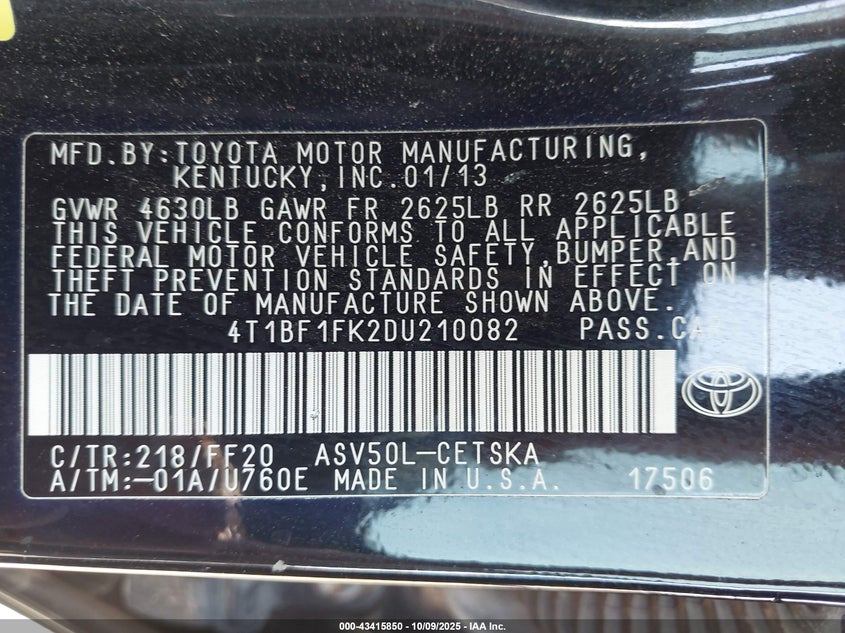 MFD.BY:TOYOTA MOTOR MANUFACTURING,
KENTUCKY,INC.01/13
GVWR 4630LB GAWR FR 2625LB RR 2625LB
THIS VEHICLE CONFORMS TO ALL APPLICABLE
FEDERAL MOTOR VEHICLE SAFETY,BUMPER,AND
THEFT PREVENTION STANDARDS IN EFFECT ON
THE DATE OF MANUFACTURE SHOWN ABOVE.
4T1BF1FK2DU210082 PASS.CAR
C/TR:218/FF20 ASV50L-CETSKA
A/TM:-01A/U760E MADE IN U.S.A. 17506
000-43415850 | 10/09/2025 | IAA Inc.